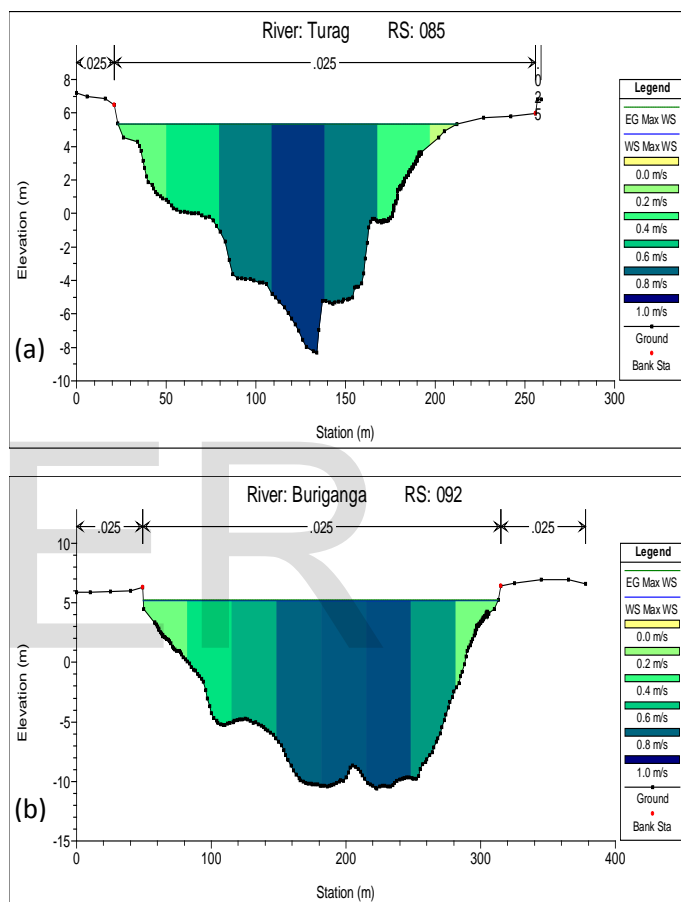 River: Turag RS: 085
.025 .025 .025
Legend
EG Max WS
WS Max WS
0.0 m/s
0.2 m/s
0.4 m/s
0.6 m/s
0.8 m/s
1.0 m/s
Ground
Bank Sta
8
6
4
2
0
-2
-4
-6
-8
-10
Elevation (m)
0 50 100 150 200 250 300
Station (m)
(a)
ER
River: Buriganga RS: 092
.025 .025 .025
Legend
EG Max WS
WS Max WS
0.0 m/s
0.2 m/s
0.4 m/s
0.6 m/s
0.8 m/s
1.0 m/s
Ground
Bank Sta
10
5
0
-5
-10
-15
Elevation (m)
0 100 200 300 400
Station (m)
(b)